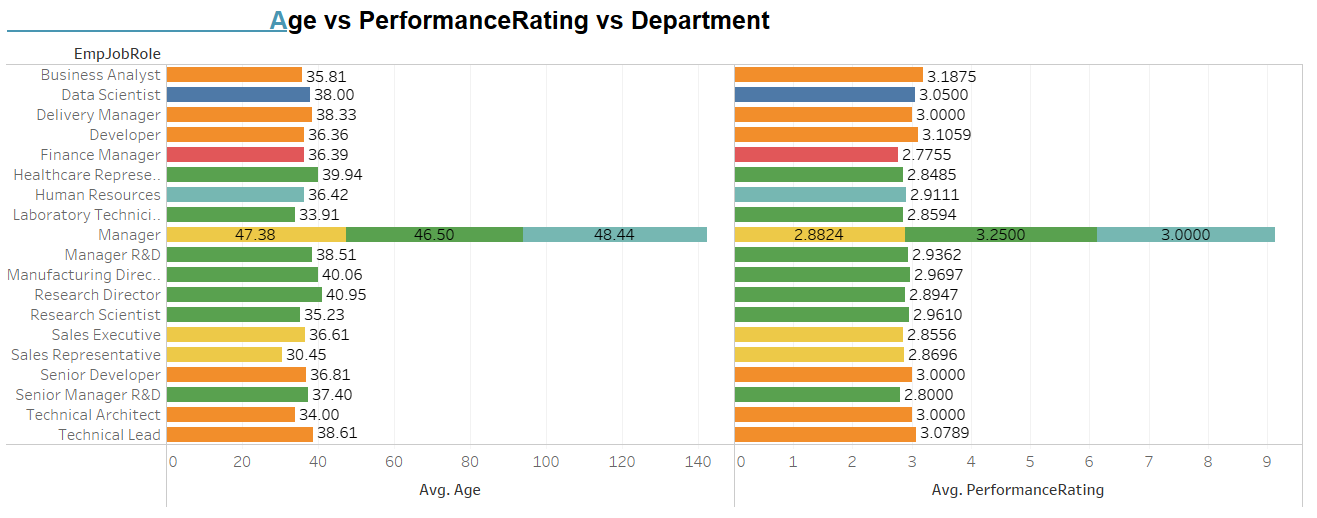 Age vs PerformanceRating vs Department
EmpJobRole
Business Analyst 35.81 3.1875
Data Scientist 38.00 3.0500
Delivery Manager 38.33 3.0000
Developer 36.36 3.1059
Finance Manager 36.39 2.7755
Healthcare Represe.. 39.94 2.8485
Human Resources 36.42 2.9111
Laboratory Technici.. 33.91 2.8594
Manager 47.38 46.50 48.44 2.8824 3.2500 3.0000
Manager R&D 38.51 2.9362
Manufacturing Direc.. 40.06 2.9697
Research Director 40.95 2.8947
Research Scientist 35.23 2.9610
Sales Executive 36.61 2.8556
Sales Representative 30.45 2.8696
Senior Developer 36.81 3.0000
Senior Manager R&D 37.40 2.8000
Technical Architect 34.00 3.0000
Technical Lead 38.61 3.0789
0 20 40 60 80 100 120 140 0 1 2 3 4 5 6 7 8 9
Avg. Age Avg. PerformanceRating